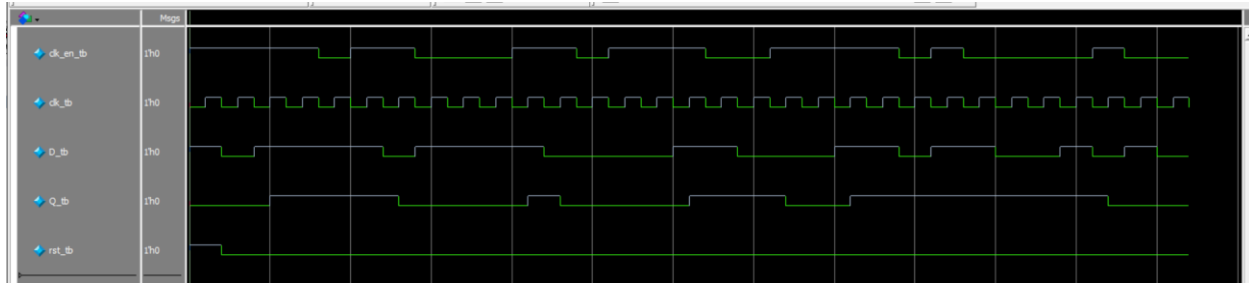 Msgs
clk_en_tb 1'h0
clk_tb 1'h0
D_tb 1'h0
Q_tb 1'h0
rst_tb 1'h0